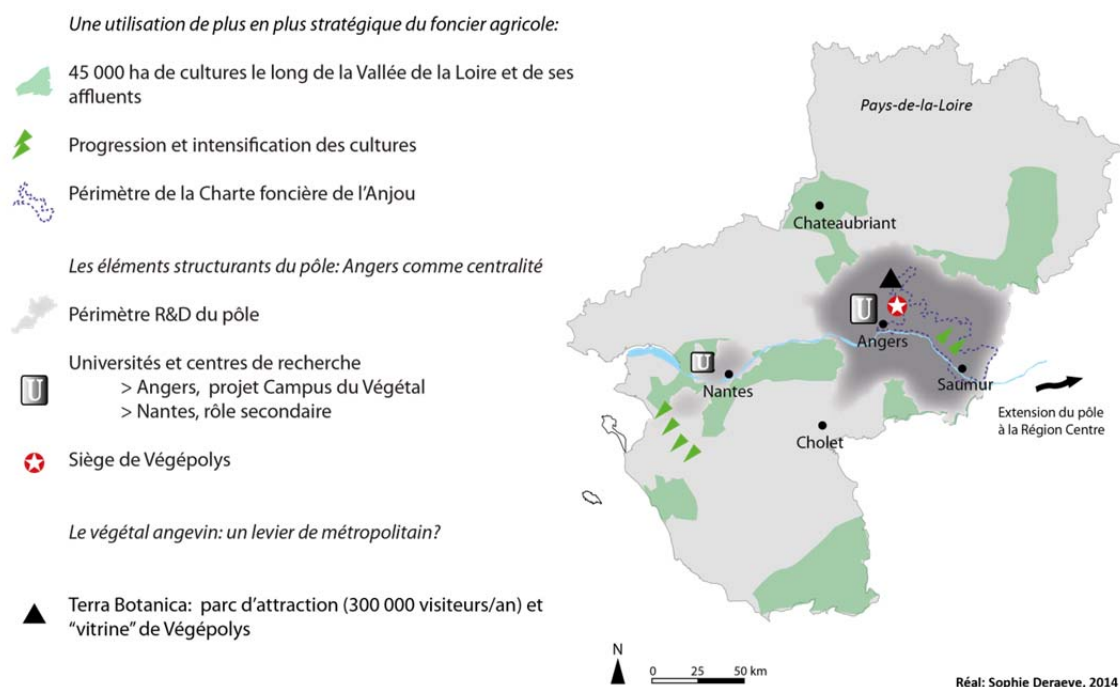 Une utilisation de plus en plus stratégique du foncier agricole:
45 000 ha de cultures le long de la Vallée de la Loire et de ses
affluents
Progression et intensification des cultures
Périmètre de la Charte foncière de l'Anjou
Les éléments structurants du pôle: Angers comme centralité
Périmètre R&D du pôle
Universités et centres de recherche
> Angers, projet Campus du Végétal
> Nantes, rôle secondaire
U
Siège de Végépolys
Le végétal angevin: un levier de métropolitain?
Terra Botanica: parc d'attraction (300 000 visiteurs/an) et
"vitrine" de Végépolys
Pays-de-la-Loire
Chateaubriant
U
Angers
U
Nantes
Saumur
Cholet
Extension du pôle
à la Région Centre
N
0 25 50 km
Réal: Sophie Deraeve, 2014